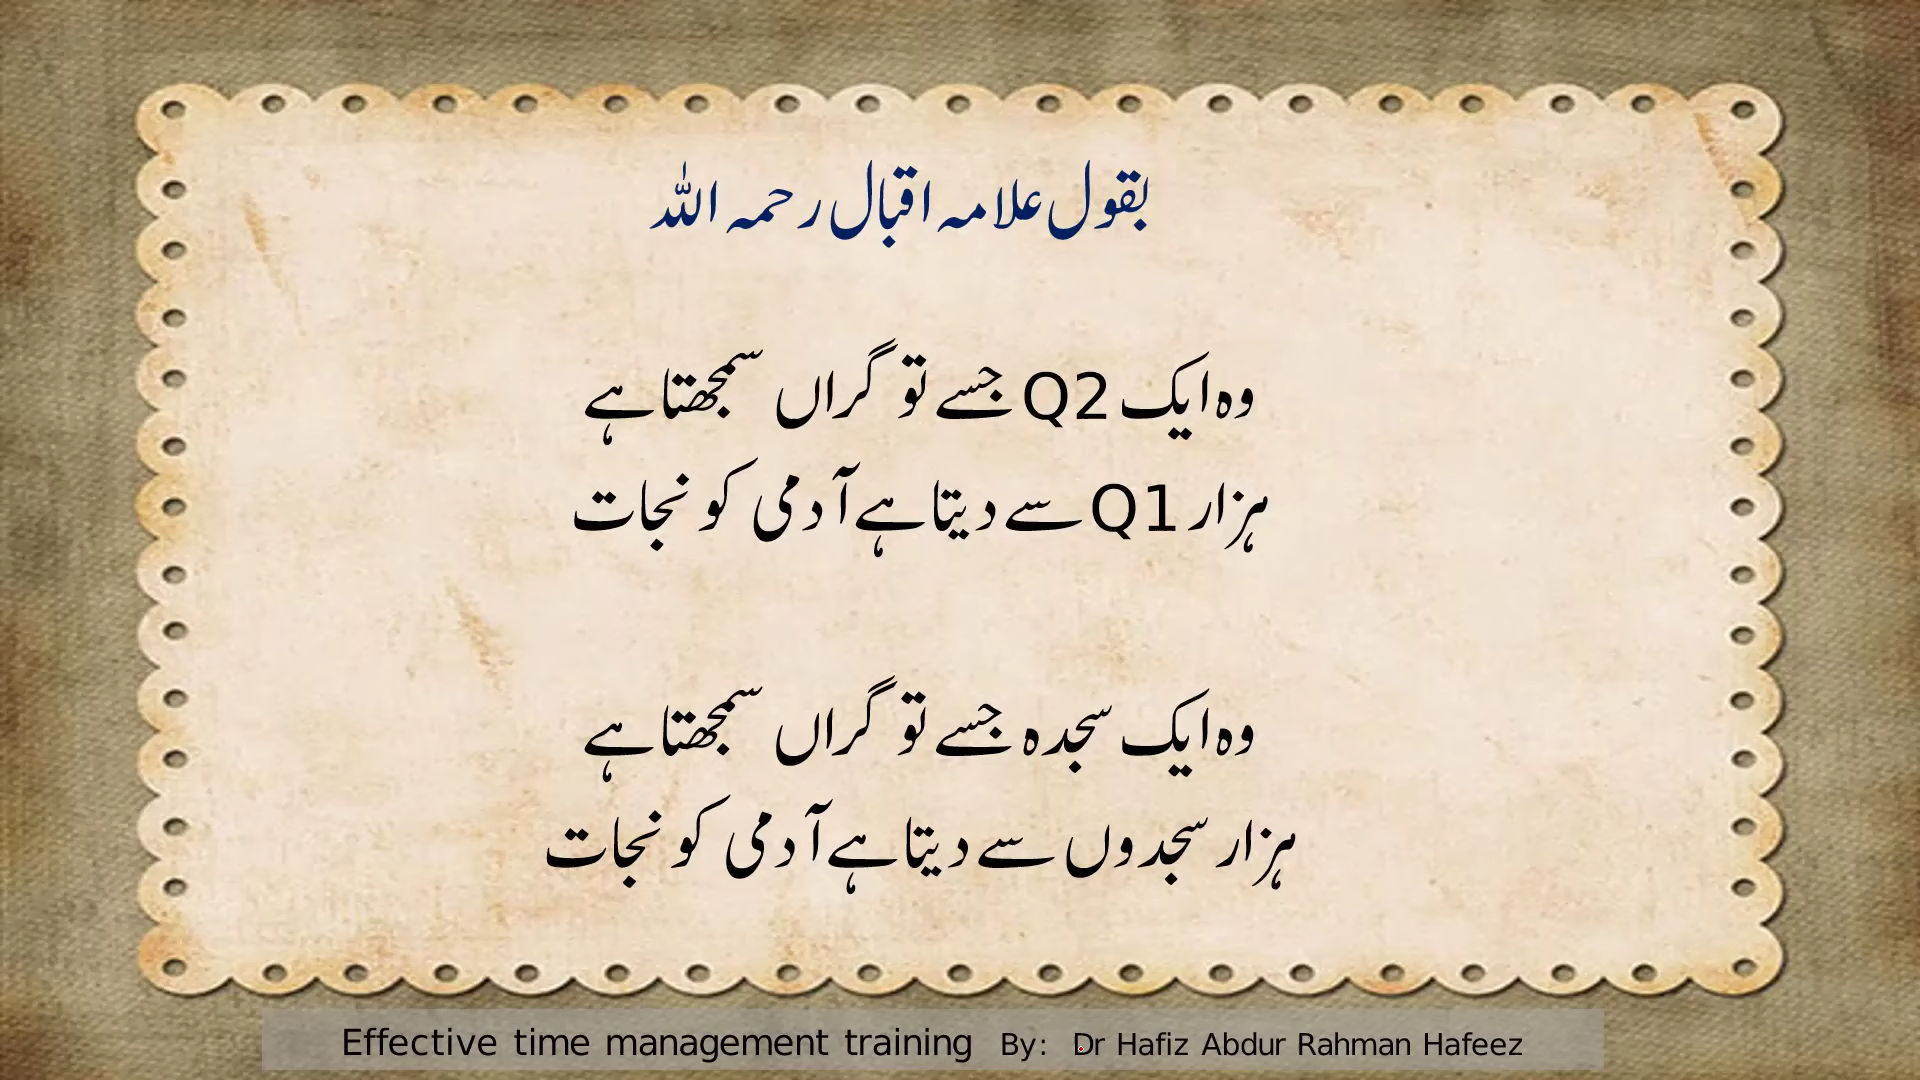 بقول علامہ اقبال رحمہ اللہ
وہ ایک Q2 جسے تو گراں سمجھتا ہے
ہزار Q1 سے دیتا ہے آدمی کو نجات
وہ ایک سجدہ جسے تو گراں سمجھتا ہے
ہزار سجدوں سے دیتا ہے آدمی کو نجات
Effective time management training By: Dr Hafiz Abdur Rahman Hafeez